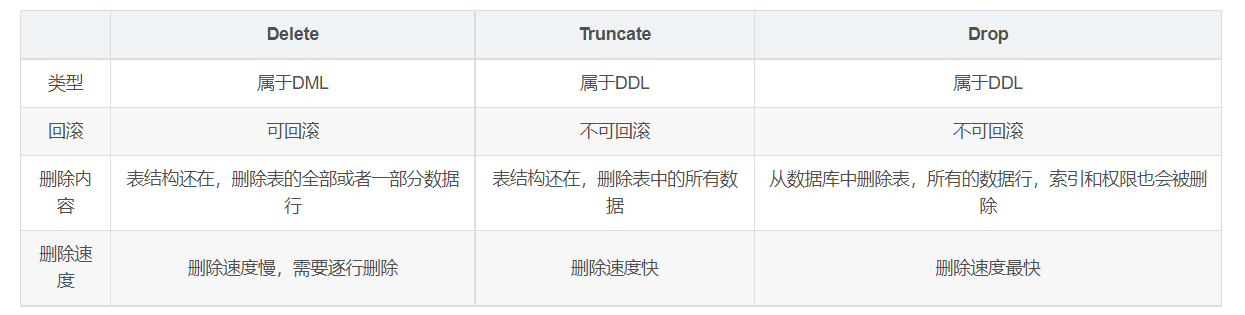 Delete Truncate Drop
类型 属于DML 属于DDL 属于DDL
回滚 可回滚 不可回滚 不可回滚
删除内 表结构还在，删除表的全部或者一部分数据 表结构还在，删除表中的所有数 从数据库中删除表，所有的数据行，索引和权限也会被删
容 行 据 除
删除速 删除速度慢，需要逐行删除 删除速度快 删除速度最快
度